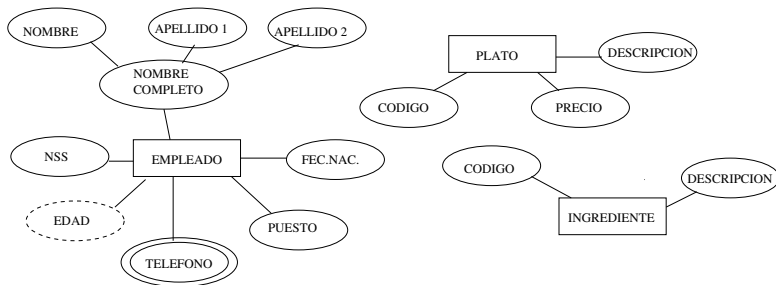 NOMBRE
APELLIDO 1
APELLIDO 2
NOMBRE
COMPLETO
NSS
EMPLEADO
FEC.NAC.
EDAD
TELEFONO
PUESTO
PLATO
DESCRIPCION
CODIGO
PRECIO
CODIGO
DESCRIPCION
INGREDIENTE